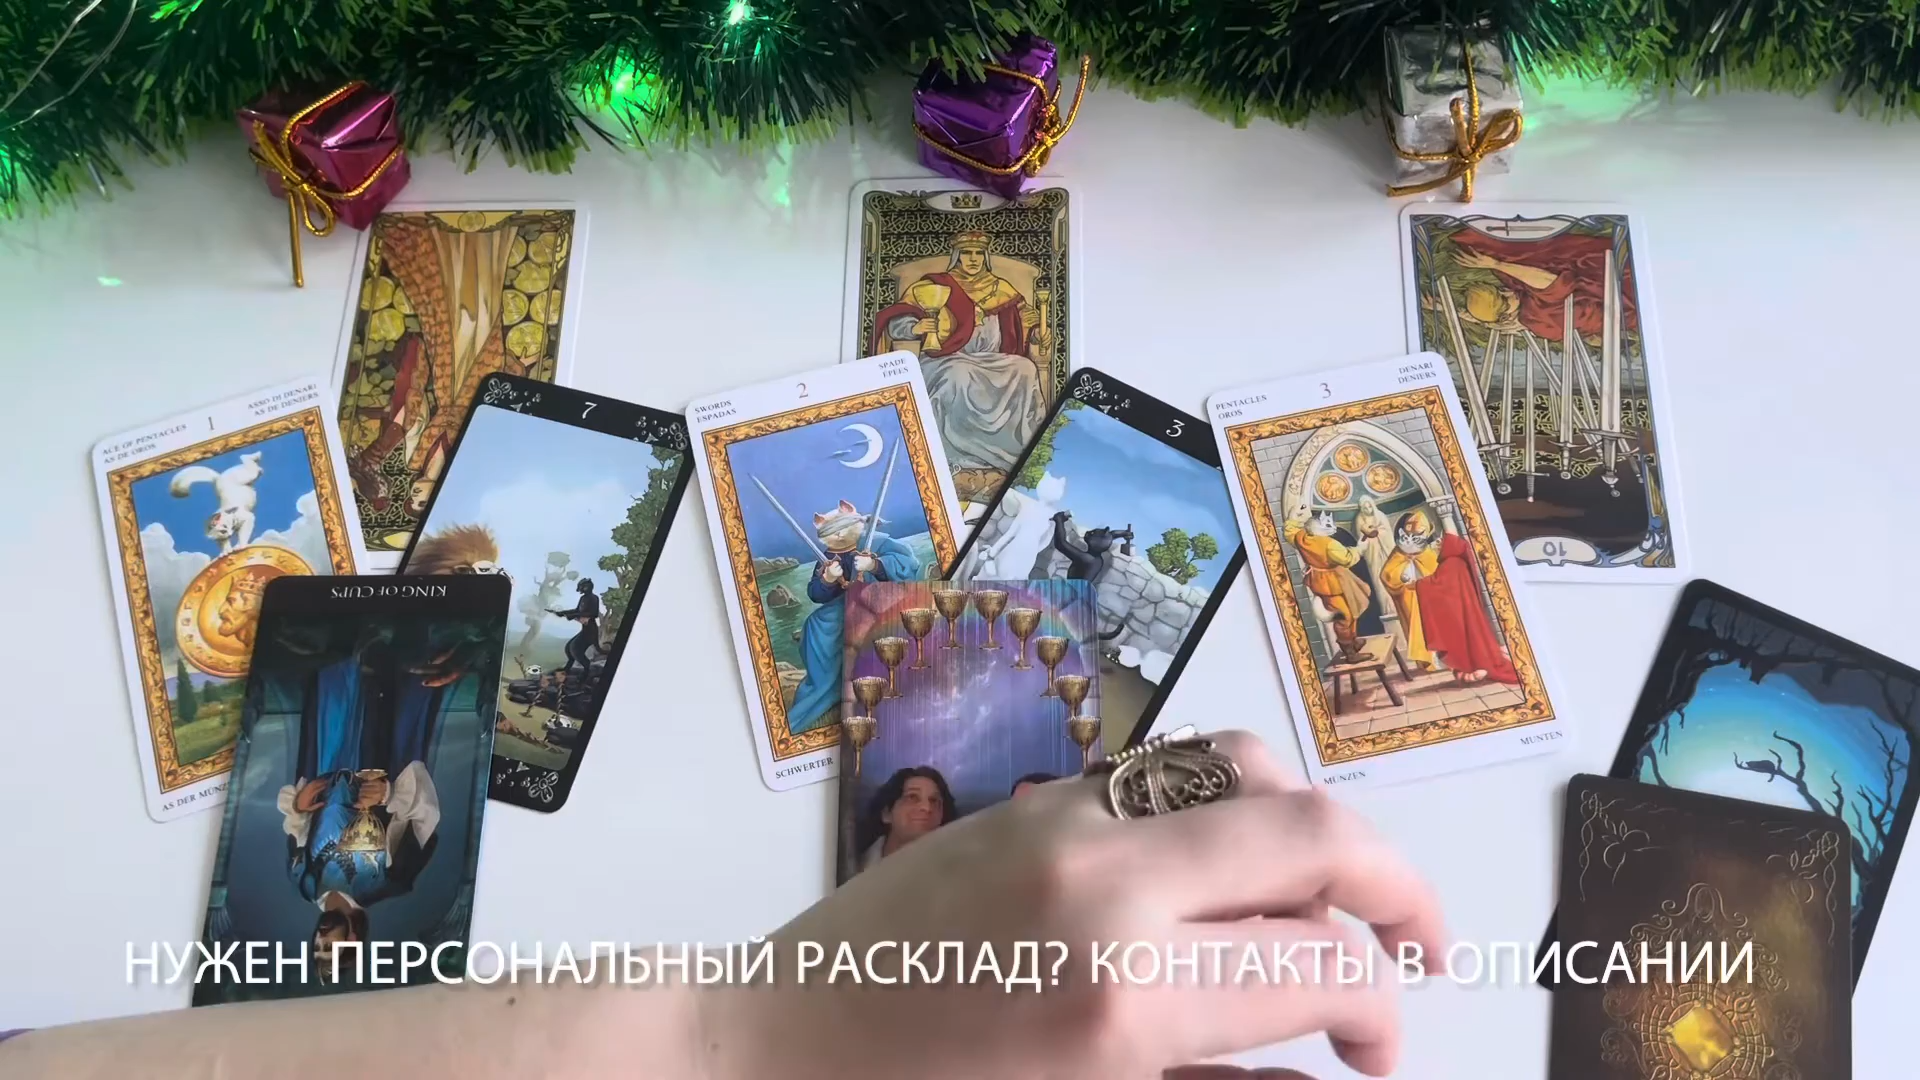 1
ACE OF PENTACLES
AS DE OROS
ASSO DI DENARI
AS DE DENIERS
7
SWORDS
ESPADAS
2
SPADE
ÉPÉES
3
PENTACLES
OROS
3
DENARI
DENIERS
10
KING OF CUPS
SCHWERTER
MÜNZEN
MUNTEN
НУЖЕН ПЕРСОНАЛЬНЫЙ РАСКЛАД? КОНТАКТЫ В ОПИСАНИИ